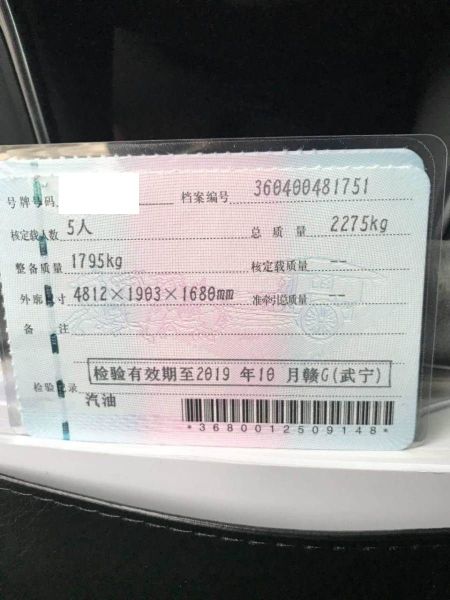 号牌号码 档案编号 360400481751
核定载人数 5人 总质量 2275kg
整备质量 1795kg 核定载质量 --
外廓尺寸 4812×1903×1680mm 准牵引总质量 --
备注
检验有效期至2019 年10 月赣G(武宁)
检验记录
汽油
*3680012509148*